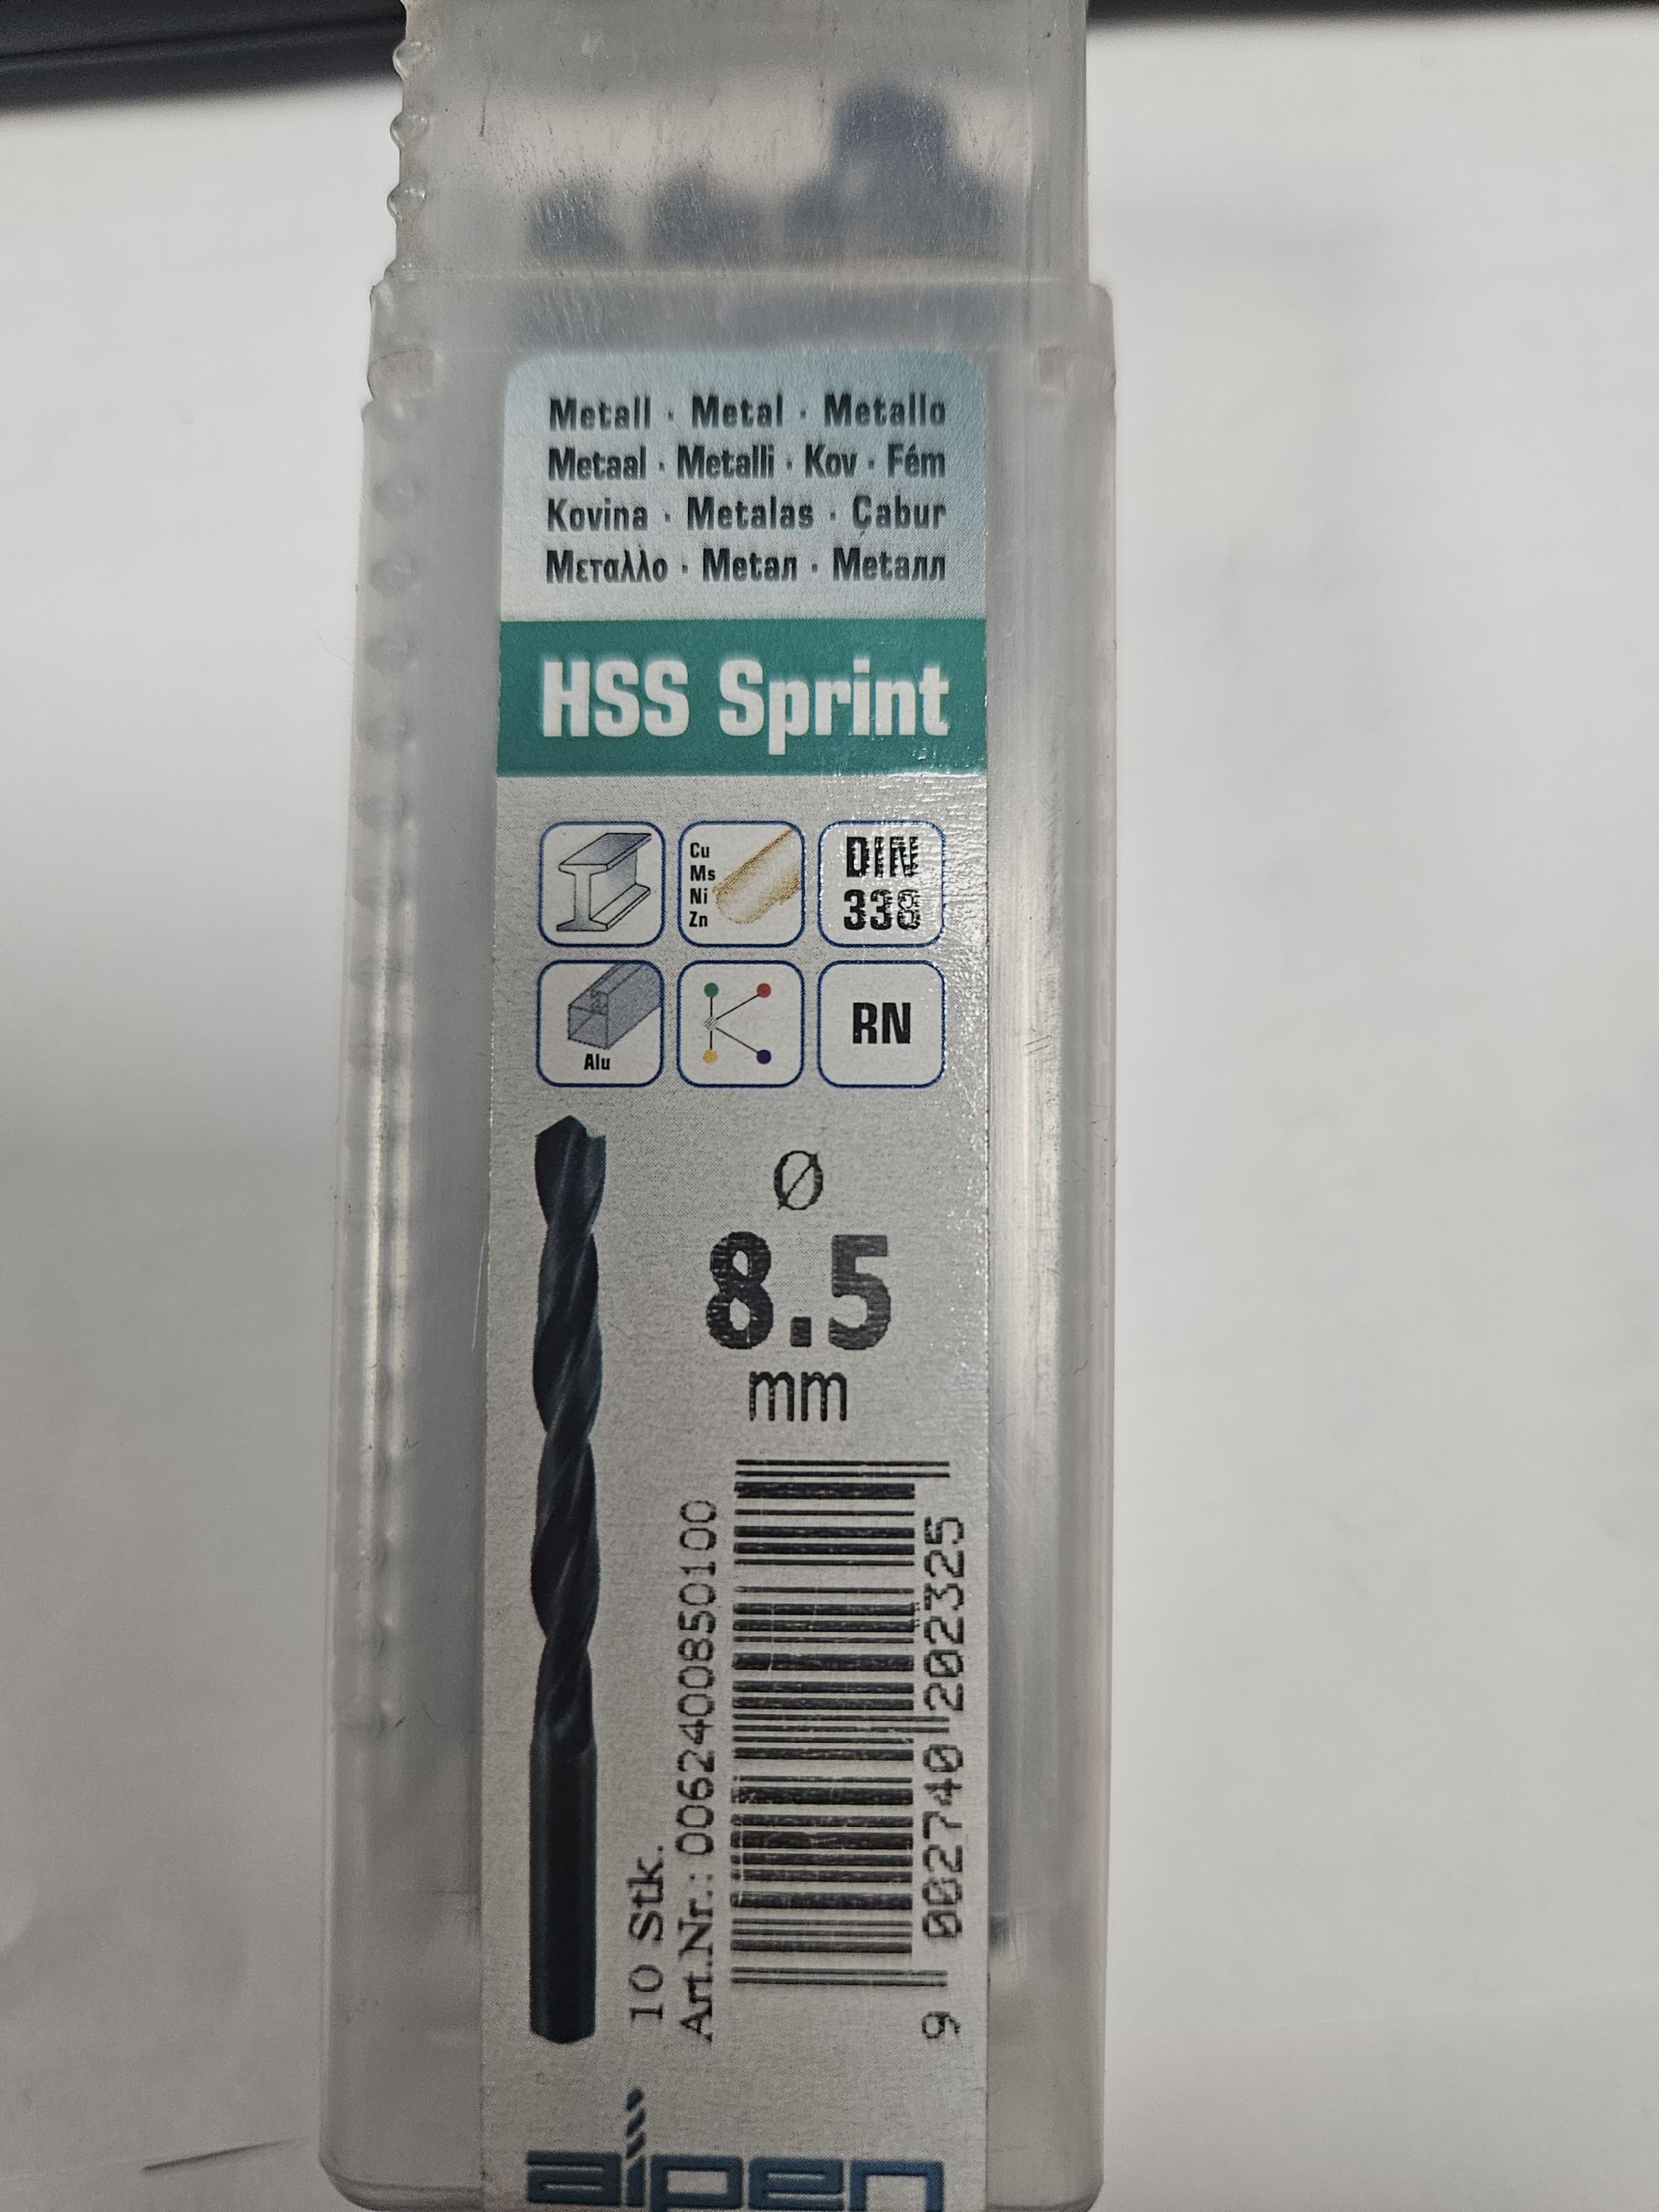 Metall · Metal · Metallo
Metaal · Metalli · Kov · Fém
Kovina · Metalas · Çabur
Μεταλλο · Метал · Металл
HSS Sprint
Cu
Ms
Ni
Zn
DIN
338
Alu
RN
Ø
8.5
mm
10 Stk.
Art.Nr.: 0062400850100
9 002740 202325
alpen